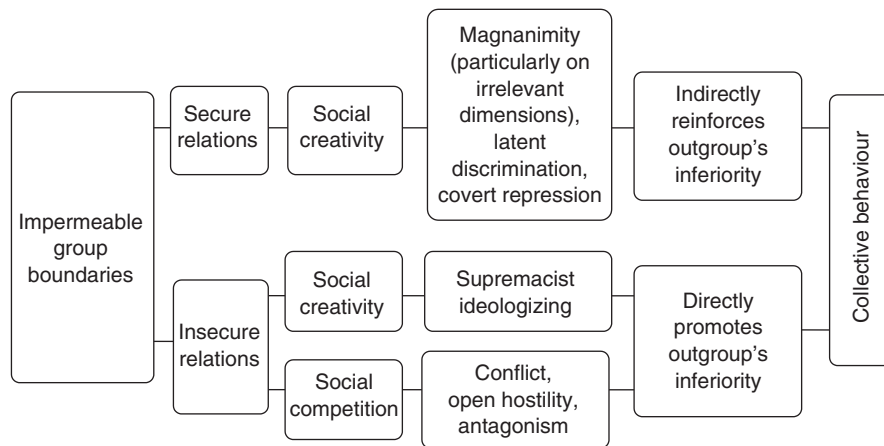 Impermeable
group
boundaries
Secure
relations
Social
creativity
Magnanimity
(particularly on
irrelevant
dimensions),
latent
discrimination,
covert repression
Indirectly
reinforces
outgroup's
inferiority
Insecure
relations
Social
creativity
Supremacist
ideologizing
Social
competition
Conflict,
open hostility,
antagonism
Directly
promotes
outgroup's
inferiority
Collective behaviour